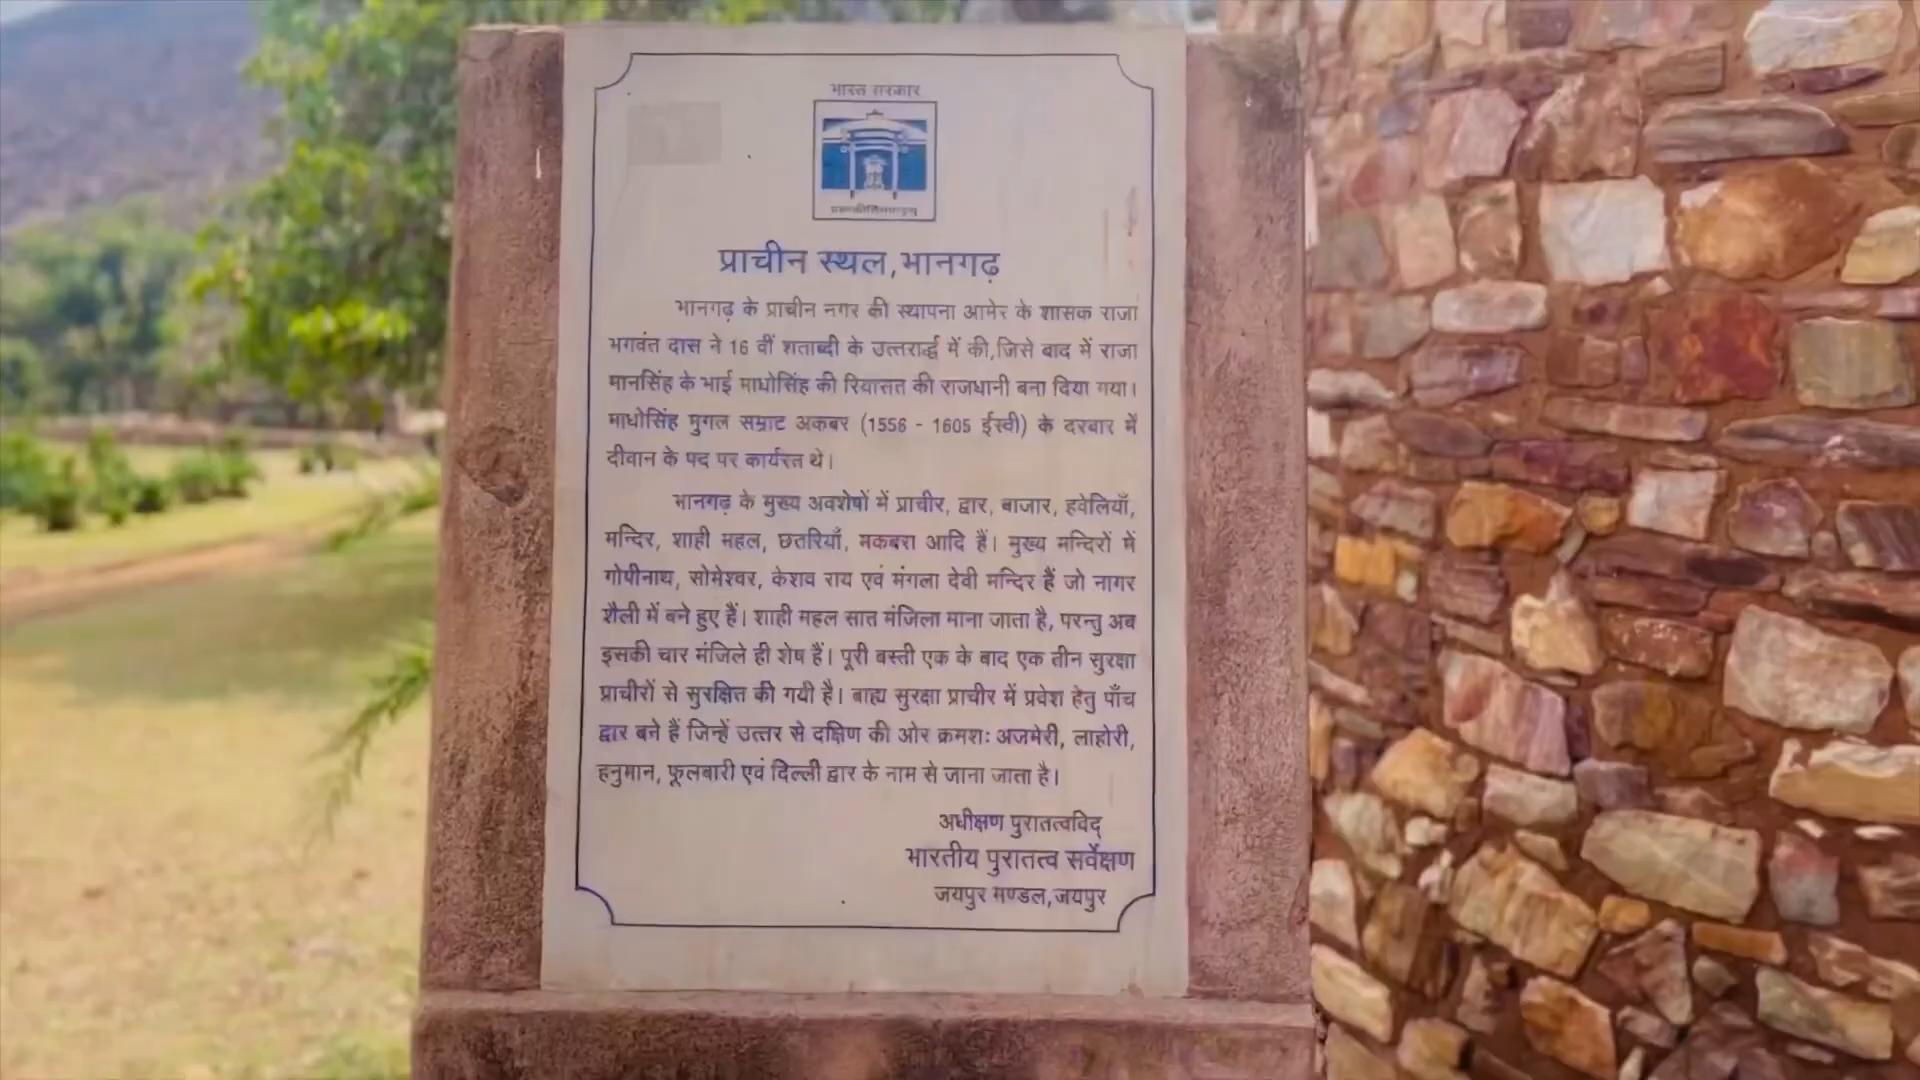 भारत सरकार
प्राचीन स्थल,भानगढ़
भानगढ़ के प्राचीन नगर की स्थापना आमेर के शासक राजा
भगवंत दास ने 16 वीं शताब्दी के उत्तरार्द्ध में की,जिसे बाद में राजा
मानसिंह के भाई माधोसिंह की रियासत की राजधानी बना दिया गया।
माधोसिंह मुगल सम्राट अकबर (1556 - 1605 ईस्वी) के दरबार में
दीवान के पद पर कार्यरत थे।
भानगढ़ के मुख्य अवशेषों में प्राचीर, द्वार, बाजार, हवेलियाँ,
मन्दिर, शाही महल, छतरियाँ, मकबरा आदि हैं। मुख्य मन्दिरों में
गोपीनाथ, सोमेश्वर, केशव राय एवं मंगला देवी मन्दिर हैं जो नागर
शैली में बने हुए हैं। शाही महल सात मंजिला माना जाता है, परन्तु अब
इसकी चार मंजिले ही शेष हैं। पूरी बस्ती एक के बाद एक तीन सुरक्षा
प्राचीरों से सुरक्षित की गयी है। बाह्य सुरक्षा प्राचीर में प्रवेश हेतु पाँच
द्वार बने हैं जिन्हें उत्तर से दक्षिण की ओर क्रमशः अजमेरी, लाहोरी,
हनुमान, फूलबारी एवं दिल्ली द्वार के नाम से जाना जाता है।
अधीक्षण पुरातत्वविद्
भारतीय पुरातत्व सर्वेक्षण
जयपुर मण्डल,जयपुर